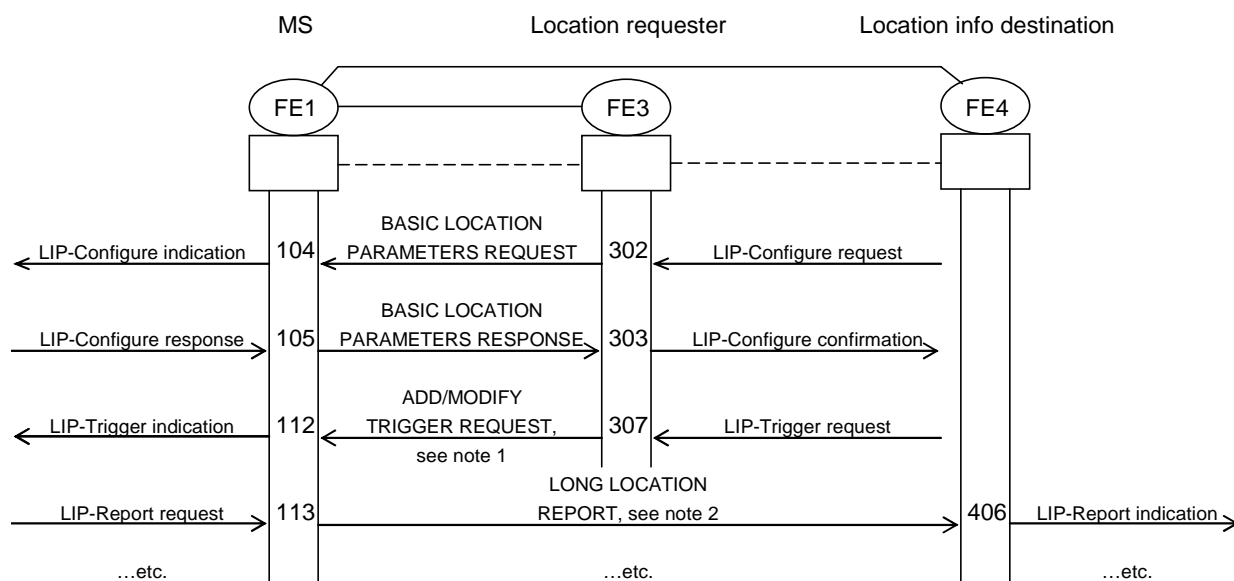 MS Location requester Location info destination
FE1 FE3 FE4
BASIC LOCATION
LIP-Configure indication 104 PARAMETERS REQUEST 302 LIP-Configure request
BASIC LOCATION
LIP-Configure response 105 PARAMETERS RESPONSE 303 LIP-Configure confirmation
ADD/MODIFY
LIP-Trigger indication 112 TRIGGER REQUEST, 307 LIP-Trigger request
see note 1
LONG LOCATION
LIP-Report request 113 REPORT, see note 2 406 LIP-Report indication
…etc. …etc. …etc.